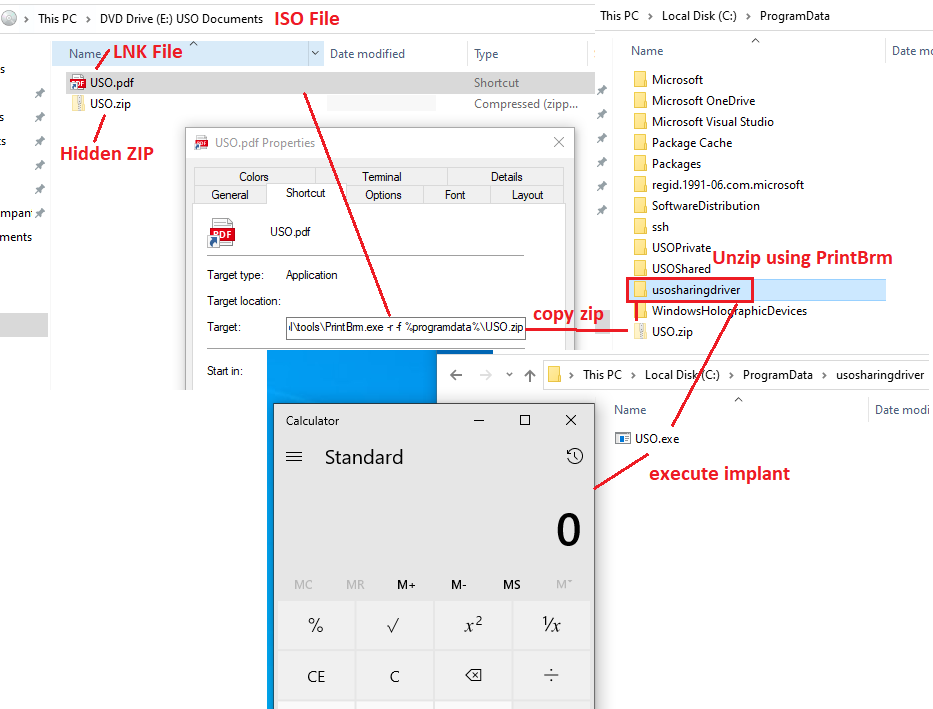 This PC > DVD Drive (E:) USO Documents
ISO File
Name
LNK File
Date modified
Type
USO.pdf
Shortcut
USO.zip
Compressed (zipp...
Hidden ZIP
s
s
s
mpan
ments
USO.pdf Properties
Colors
Terminal
Details
General
Shortcut
Options
Font
Layout
PDF
USO.pdf
Target type:
Application
Target location:
Target:
\tools\PrintBrm.exe -r -f %programdata%\USO.zip
Start in:
copy zip
This PC > Local Disk (C:) > ProgramData
Name
Date mo
Microsoft
Microsoft OneDrive
Microsoft Visual Studio
Package Cache
Packages
regid.1991-06.com.microsoft
SoftwareDistribution
ssh
USOPrivate
Unzip using PrintBrm
USOShared
usosharingdriver
WindowsHolographicDevices
USO.zip
This PC > Local Disk (C:) > ProgramData > usosharingdriver
Name
Date modi
USO.exe
execute implant
Calculator
Standard
0
MC MR M+ M- MS M˅
% √ x² ⅟x
CE C ⌫ ÷